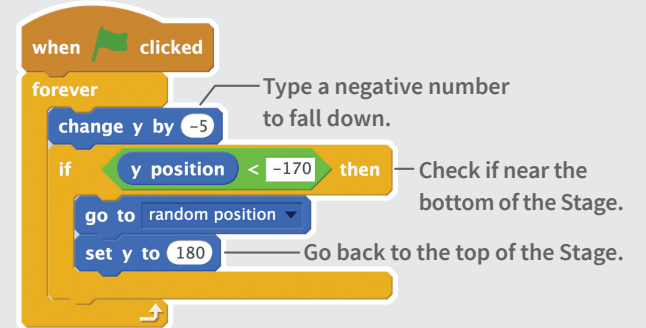 when clicked
forever
Type a negative number
to fall down.
change y by -5
if y position < -170 then
Check if near the
bottom of the Stage.
go to random position
set y to 180
Go back to the top of the Stage.